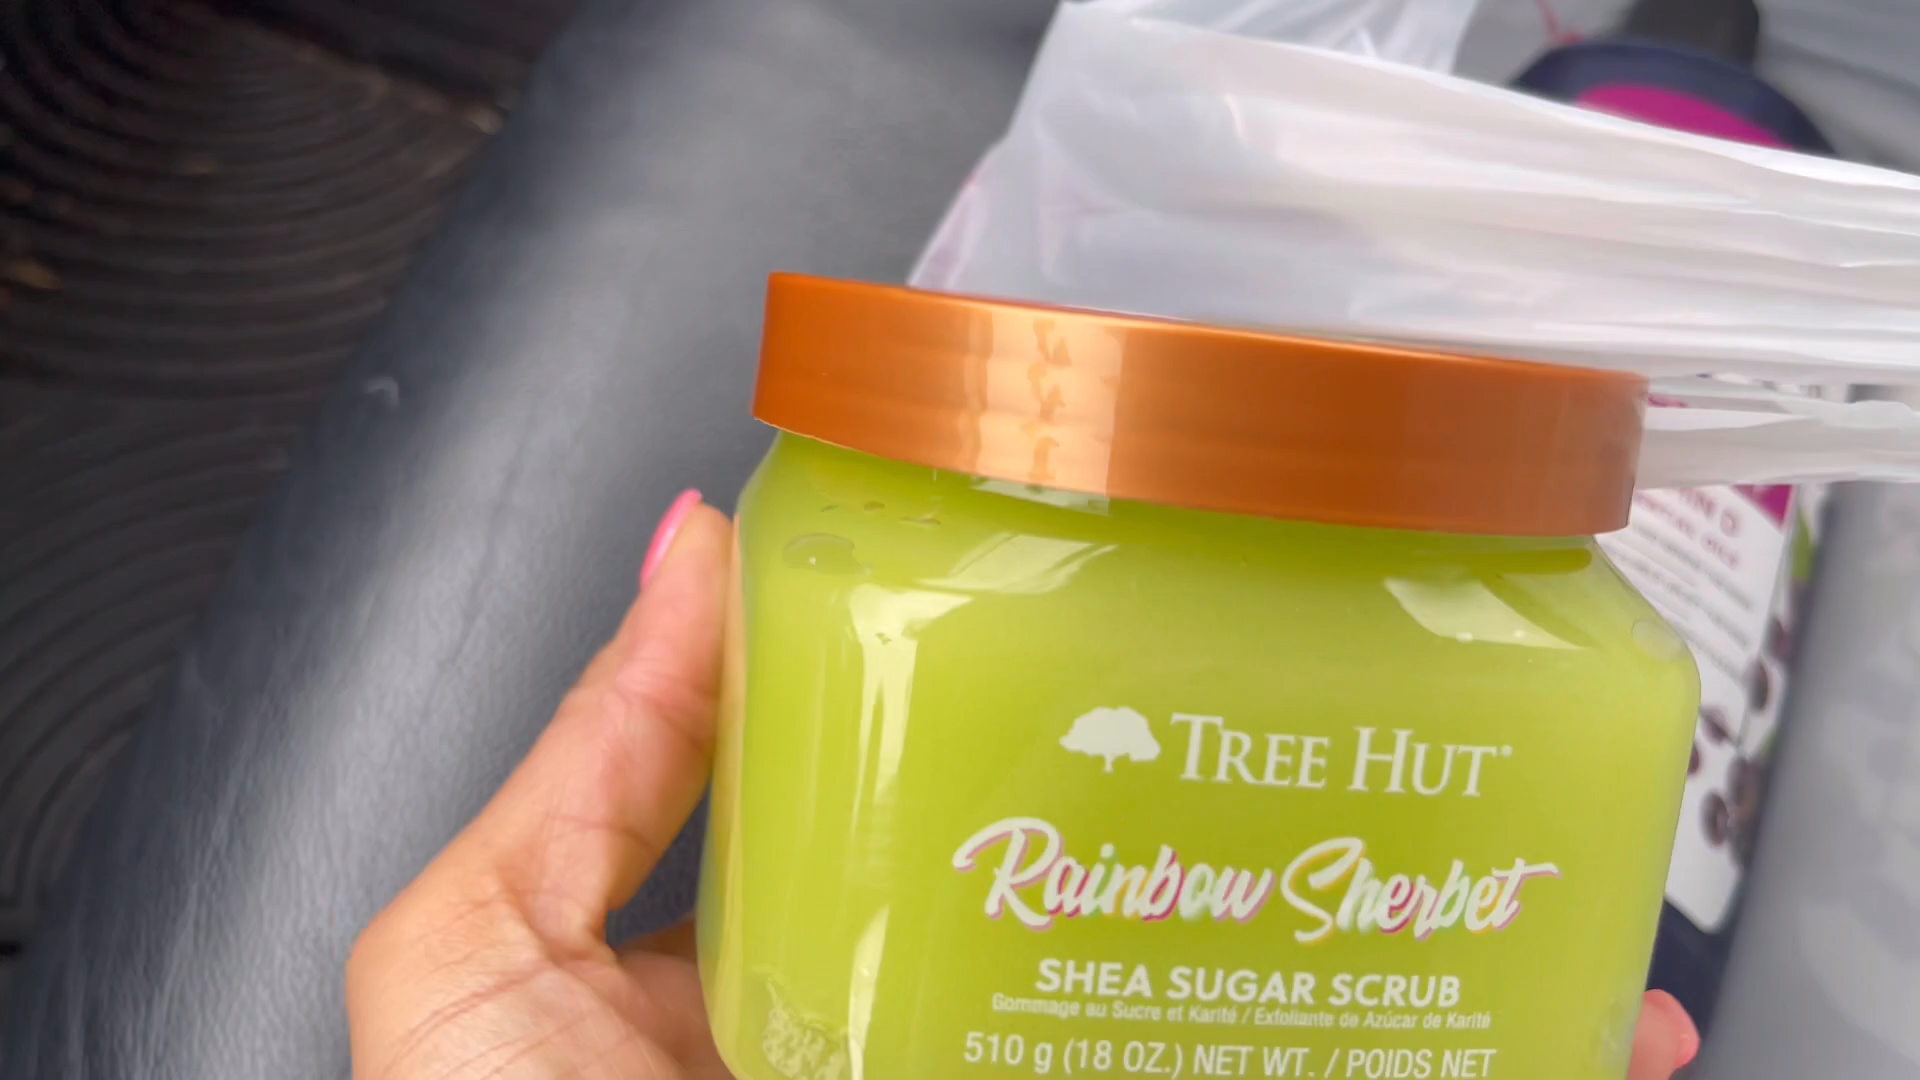 TREE HUT
Rainbow Sherbet
SHEA SUGAR SCRUB
Gommage au Sucre et Karité / Exfoliante de Azúcar de Karité
510 g (18 OZ.) NET WT. / POIDS NET